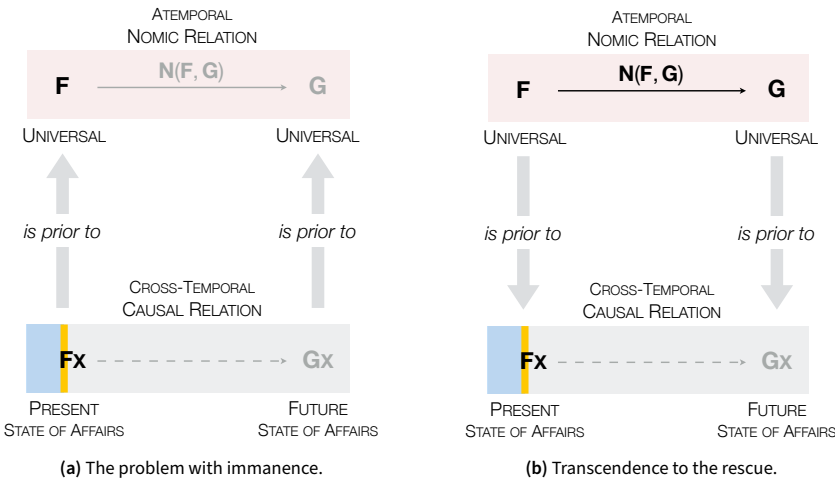 ATEMPORAL
NOMIC RELATION
F
N(F, G)
G
UNIVERSAL
UNIVERSAL
is prior to
is prior to
CROSS-TEMPORAL
CAUSAL RELATION
Fx
Gx
PRESENT
STATE OF AFFAIRS
FUTURE
STATE OF AFFAIRS
(a) The problem with immanence.
ATEMPORAL
NOMIC RELATION
F
N(F, G)
G
UNIVERSAL
UNIVERSAL
is prior to
is prior to
CROSS-TEMPORAL
CAUSAL RELATION
Fx
Gx
PRESENT
STATE OF AFFAIRS
FUTURE
STATE OF AFFAIRS
(b) Transcendence to the rescue.